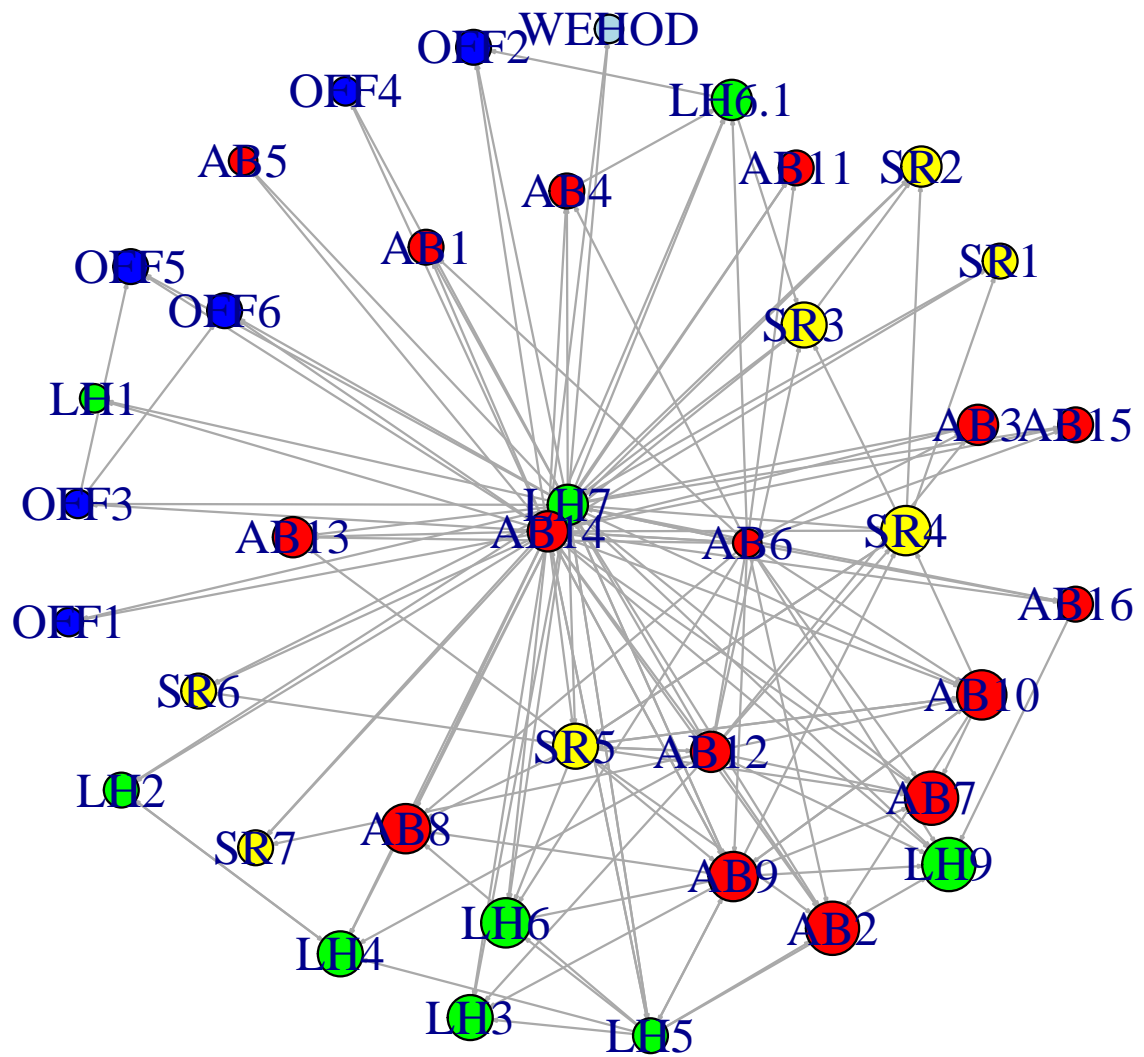 WEHOD
OFF2
OFF4
LH6.1
AB5
AB11
SR2
AB4
AB1
OFF5
SR1
OFF6
SR3
LH1
AB3
AB15
OFF3
LH7
AB13
AB14
AB6
SR4
AB16
OFF1
SR6
AB10
SR5
AB12
LH2
AB7
SR7
AB8
LH9
AB9
LH6
AB2
LH4
LH3
LH5